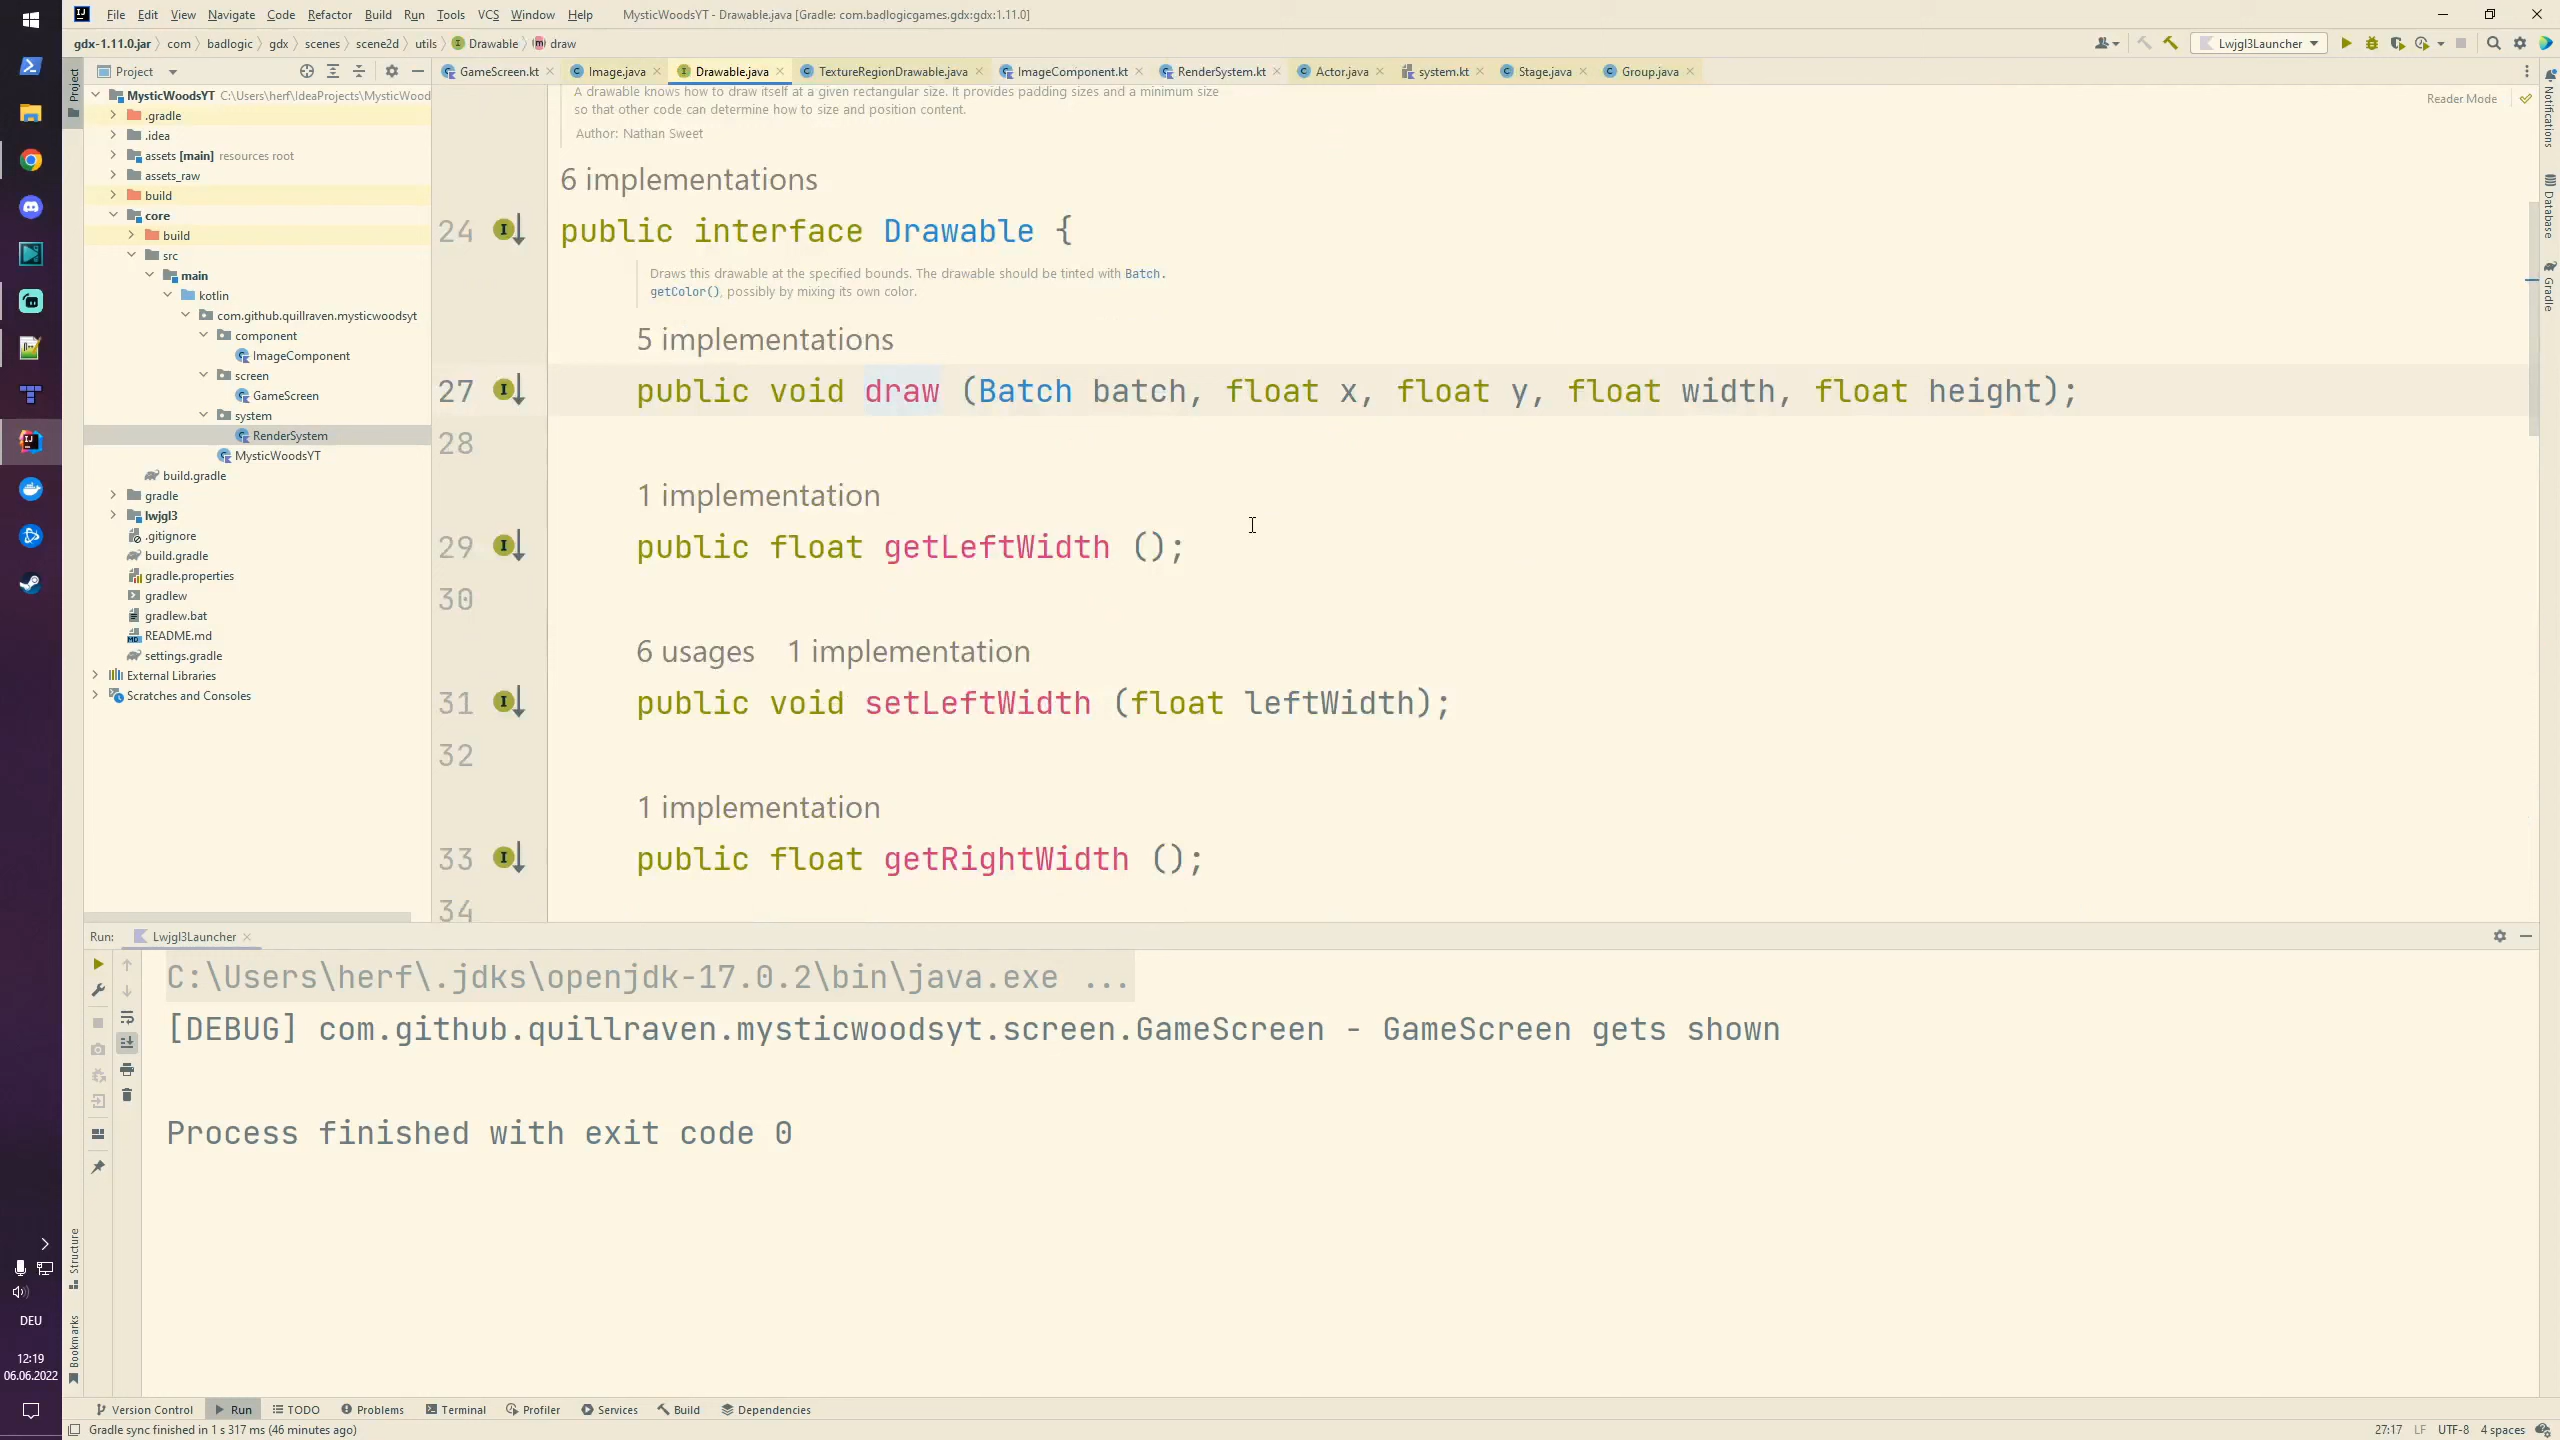 File Edit View Navigate Code Refactor Build Run Tools VCS Window Help MysticWoodsYT - Drawable.java [Gradle: com.badlogicgames.gdx:gdx:1.11.0]
gdx-1.11.0.jar com badlogic gdx scenes scene2d utils Drawable draw
Lwjgl3Launcher
Project
GameScreen.kt Image.java Drawable.java TextureRegionDrawable.java ImageComponent.kt RenderSystem.kt Actor.java system.kt Stage.java Group.java
MysticWoodsYT C:\Users\herf\IdeaProjects\MysticWood
.gradle
.idea
assets [main] resources root
assets_raw
build
core
build
src
main
kotlin
com.github.quillraven.mysticwoodsyt
component
ImageComponent
screen
GameScreen
system
RenderSystem
MysticWoodsYT
build.gradle
gradle
lwjgl3
.gitignore
build.gradle
gradle.properties
gradlew
gradlew.bat
README.md
settings.gradle
External Libraries
Scratches and Consoles
Project
Structure
Bookmarks
A drawable knows how to draw itself at a given rectangular size. It provides padding sizes and a minimum size
so that other code can determine how to size and position content.
Author: Nathan Sweet
Reader Mode
6 implementations
24 public interface Drawable {
Draws this drawable at the specified bounds. The drawable should be tinted with Batch.
getColor(), possibly by mixing its own color.
5 implementations
27 public void draw (Batch batch, float x, float y, float width, float height);
28
1 implementation
29 public float getLeftWidth ();
30
6 usages 1 implementation
31 public void setLeftWidth (float leftWidth);
32
1 implementation
33 public float getRightWidth ();
34
Notifications
Database
Gradle
Run: Lwjgl3Launcher
C:\Users\herf\.jdks\openjdk-17.0.2\bin\java.exe ...
[DEBUG] com.github.quillraven.mysticwoodsyt.screen.GameScreen - GameScreen gets shown
Process finished with exit code 0
DEU
12:19
06.06.2022
Version Control Run TODO Problems Terminal Profiler Services Build Dependencies
Gradle sync finished in 1 s 317 ms (46 minutes ago)
27:17 LF UTF-8 4 spaces